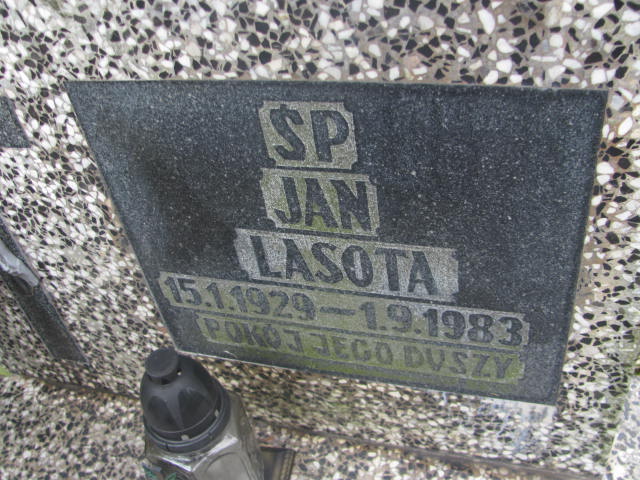 ŚP
JAN
LASOTA
15.1.1929-1.9.1983
POKÓJ JEGO DUSZY